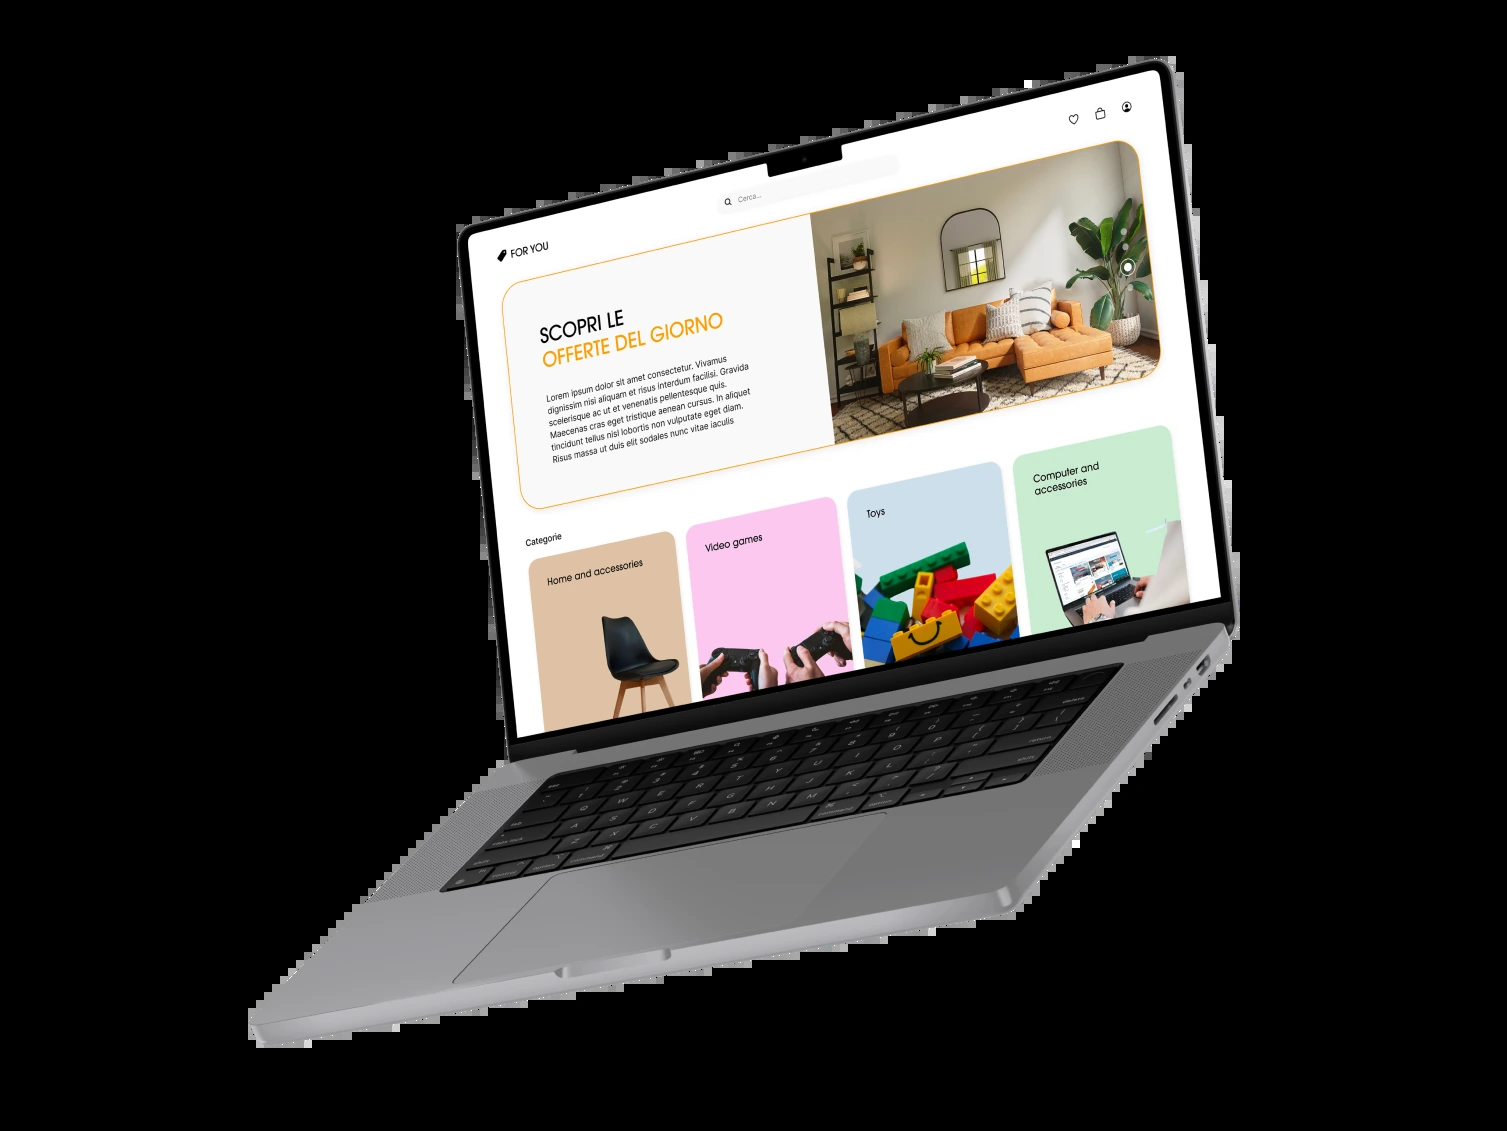 FOR YOU
Cerca...
SCOPRI LE
OFFERTE DEL GIORNO
Lorem ipsum dolor sit amet consectetur. Vivamus
dignissim nisi aliquam et risus interdum facilisi. Gravida
scelerisque ac ut et venenatis pellentesque quis.
Maecenas cras eget tristique aenean cursus. In aliquet
tincidunt tellus nisl lobortis non vulputate eget diam.
Risus massa ut duis elit sodales nunc vitae iaculis
Categorie
Home and accessories
Video games
Toys
Computer and
accessories
Q W E R T Y U I O P
A S D F G H J K L
Z X C V B N M